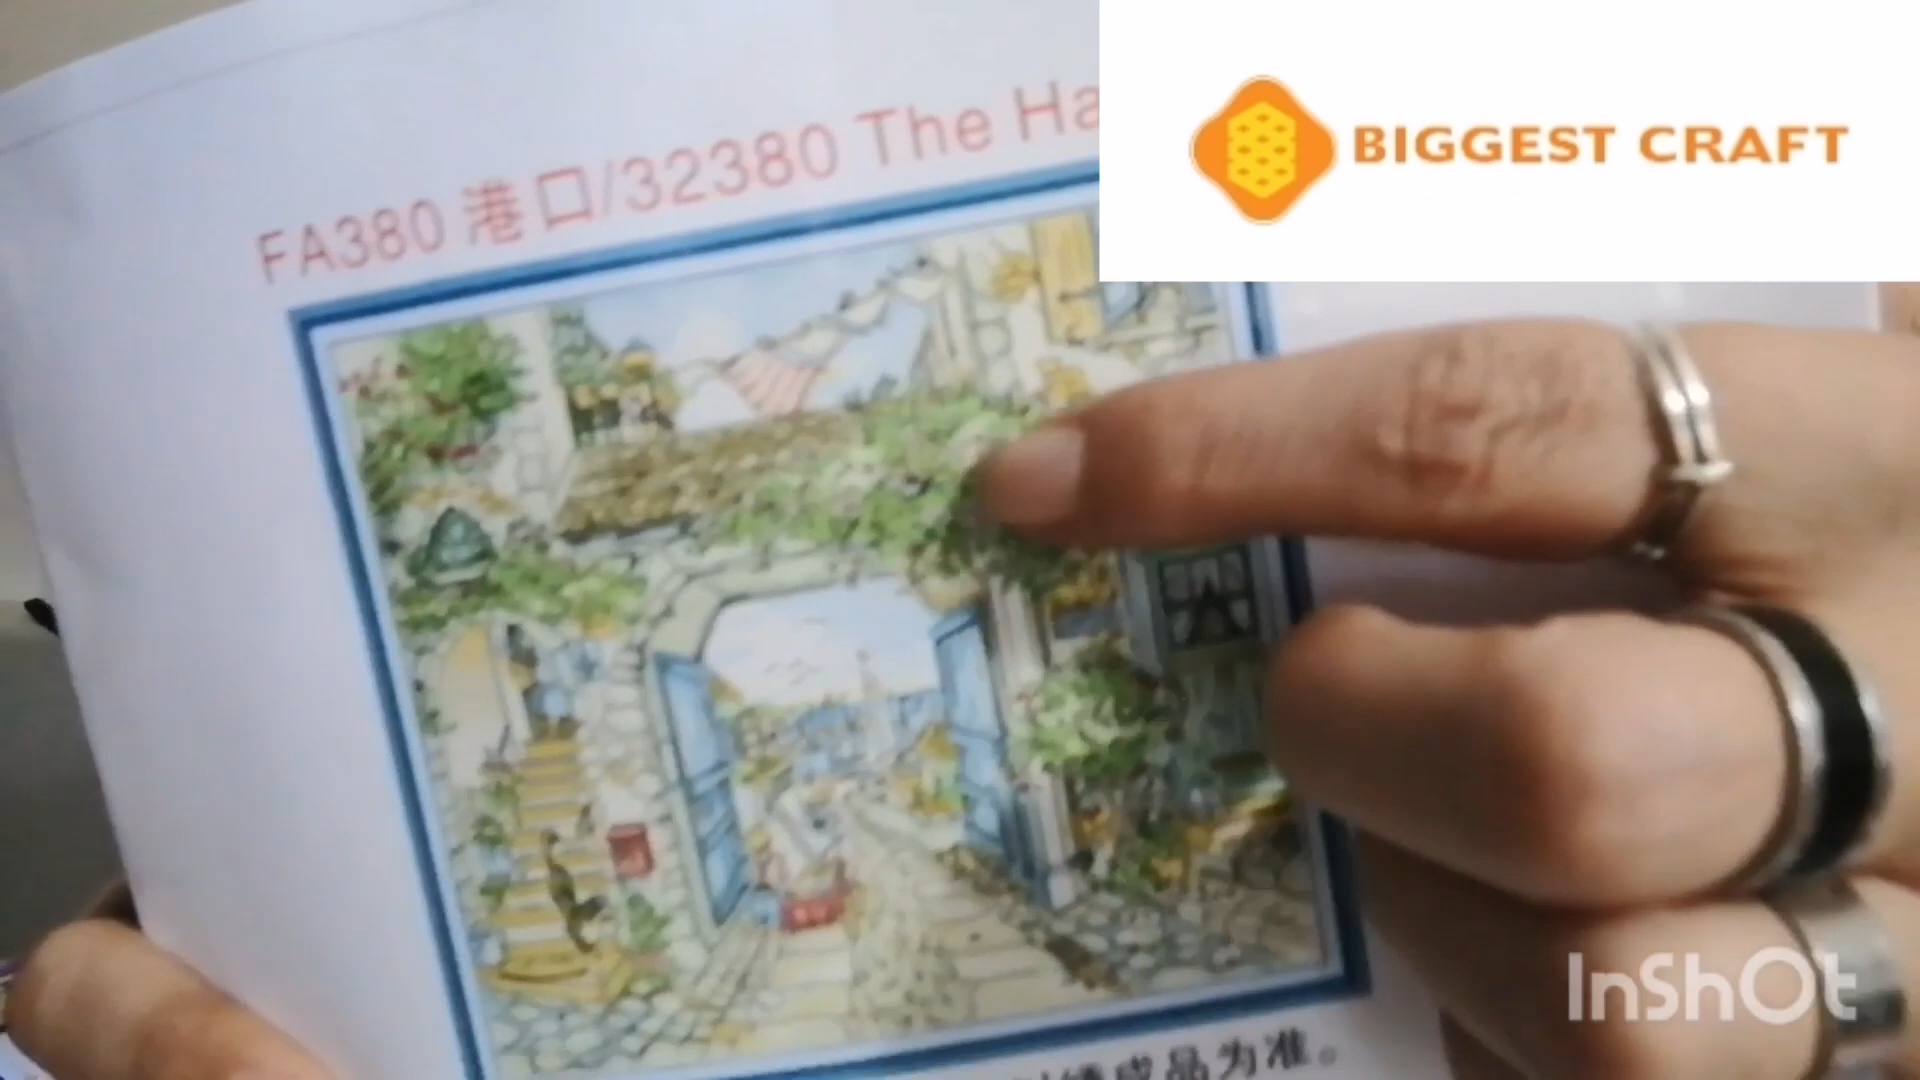 BIGGEST CRAFT
FA380 港口/32380 The Ha
成品为准。
InShOt